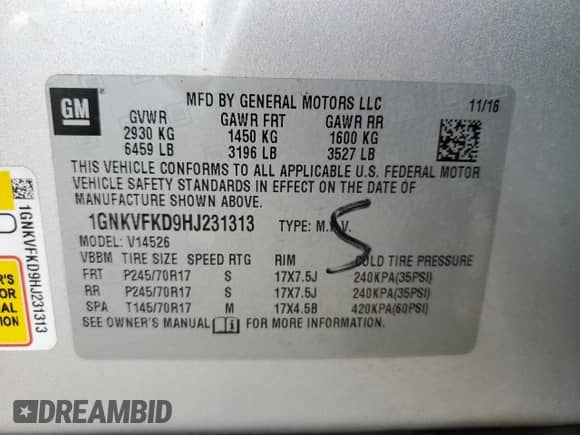 GM
MFD BY GENERAL MOTORS LLC
11/16
GVWR GAWR FRT GAWR RR
2930 KG 1450 KG 1600 KG
6459 LB 3196 LB 3527 LB
THIS VEHICLE CONFORMS TO ALL APPLICABLE U.S. FEDERAL MOTOR
VEHICLE SAFETY STANDARDS IN EFFECT ON THE DATE OF
MANUFACTURE SHOWN ABOVE.
1GNKVFKD9HJ231313 TYPE: M. V.
MODEL: V14526
VBBM TIRE SIZE SPEED RTG RIM COLD TIRE PRESSURE
FRT P245/70R17 S 17X7.5J 240KPA(35PSI)
RR P245/70R17 S 17X7.5J 240KPA(35PSI)
SPA T145/70R17 M 17X4.5B 420KPA(60PSI)
SEE OWNER'S MANUAL FOR MORE INFORMATION
S
1GNKVFKD9HJ231313
DREAMBID